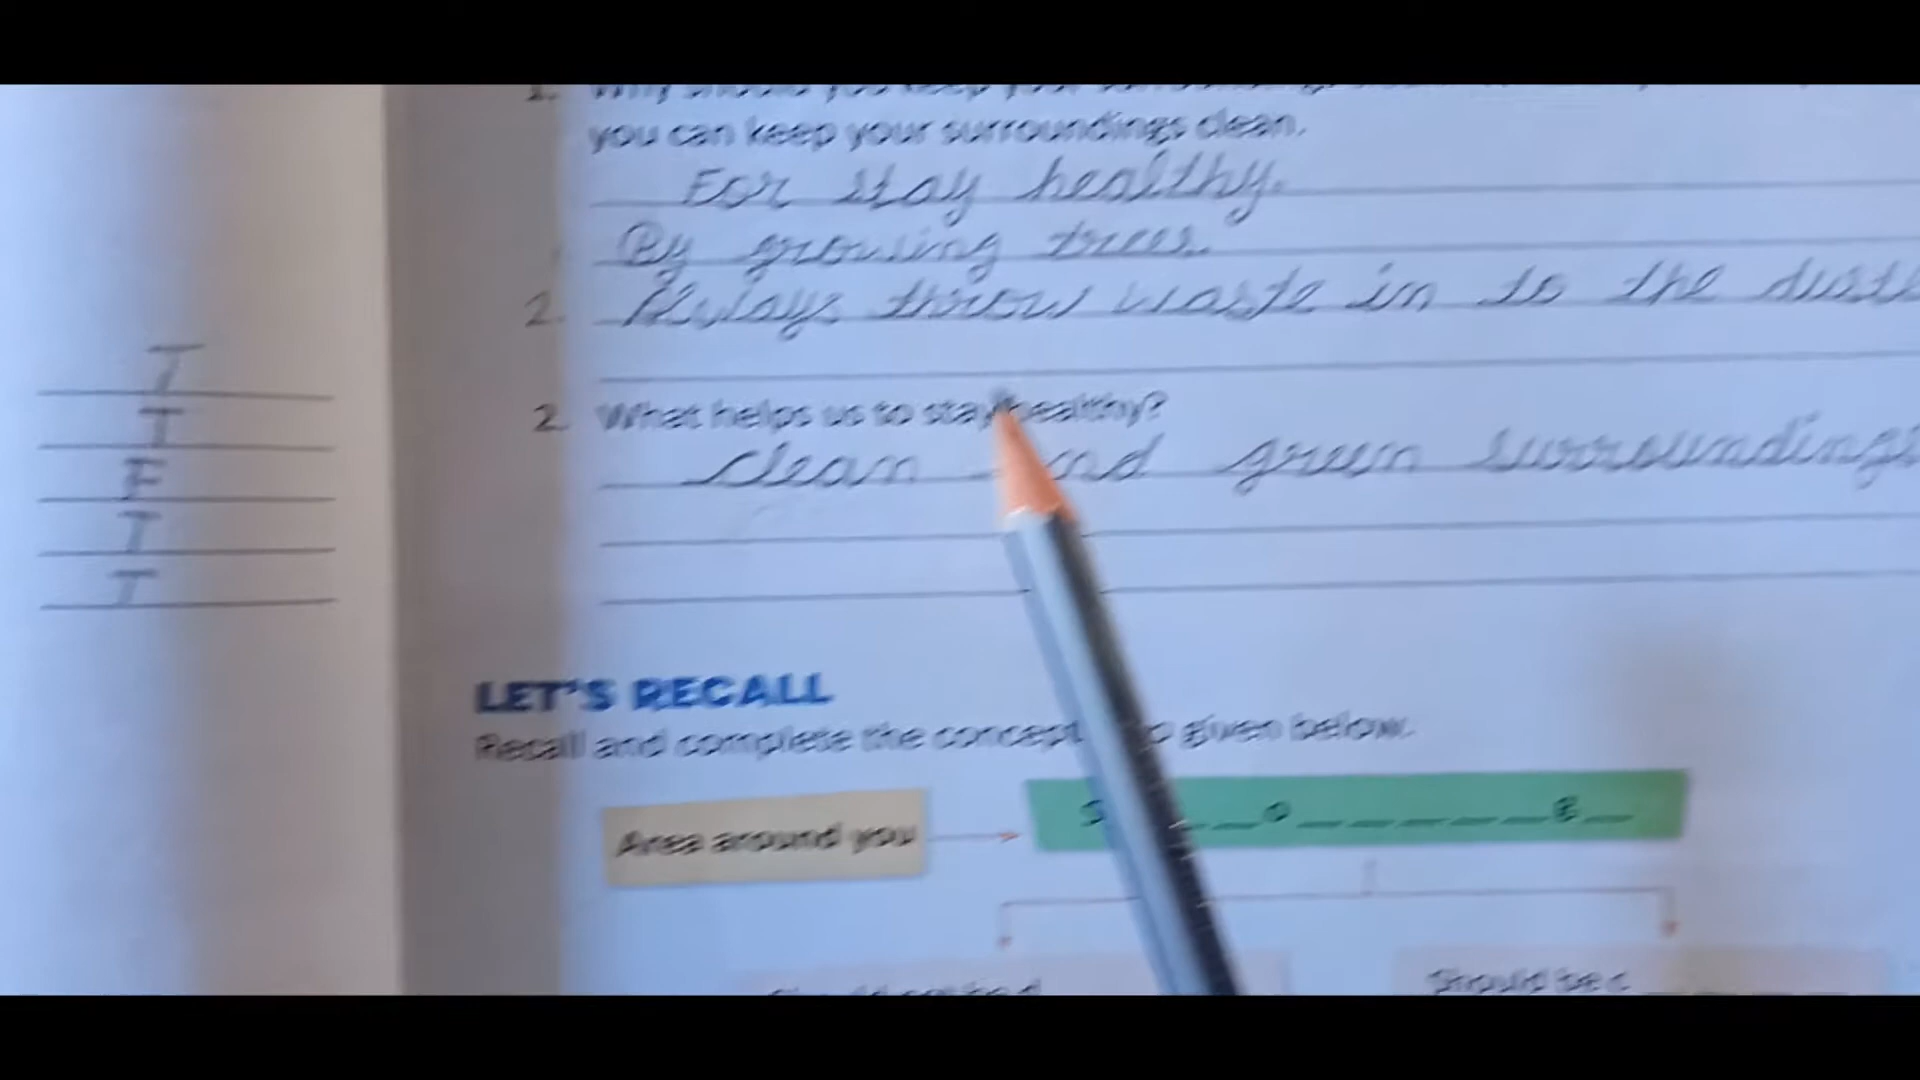 you can keep your surroundings clean.
For stay healthy.
By growing trees.
2. Always throw waste in to the
2. What helps us to stay healthy?
clean and green surroundings
T
T
F
T
T
LET'S RECALL
Recall and complete the concept given below.
Area around you
Should be c